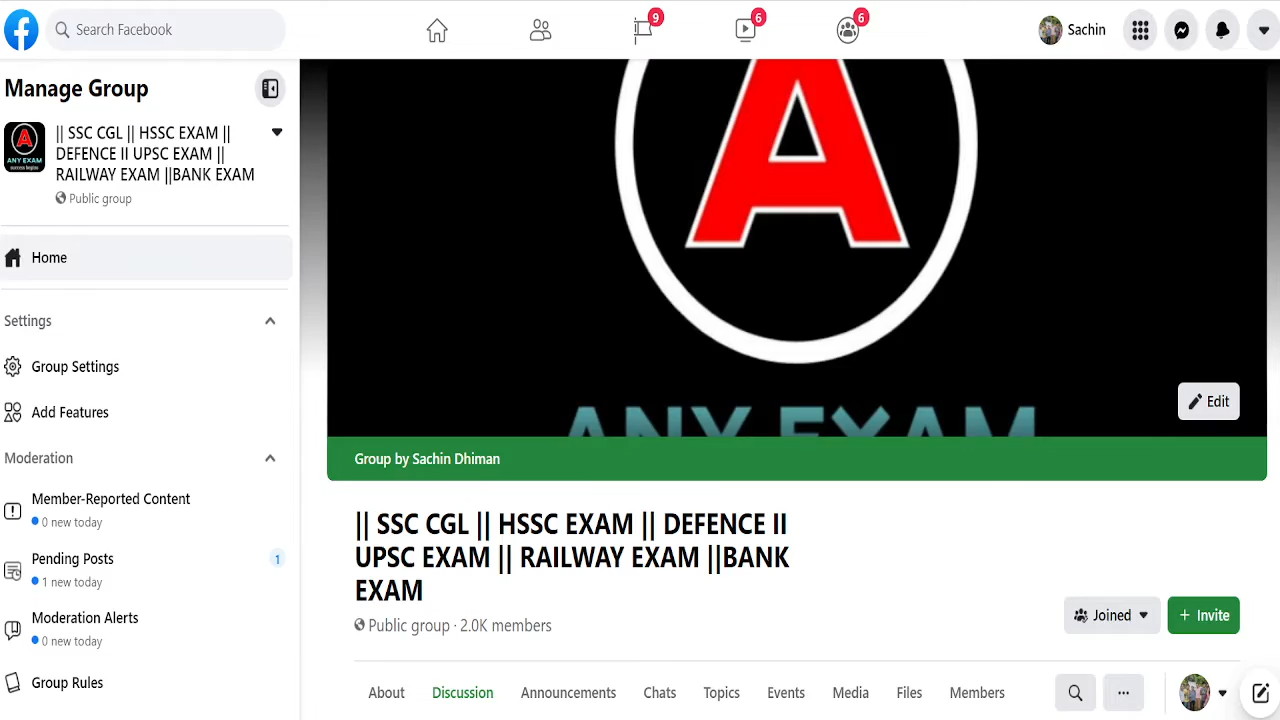 Search Facebook
9
6
6
Sachin
Manage Group
|| SSC CGL || HSSC EXAM ||
DEFENCE II UPSC EXAM ||
RAILWAY EXAM ||BANK EXAM
Public group
A
ANY EXAM
Home
Settings
Group Settings
Add Features
Moderation
Member-Reported Content
0 new today
Pending Posts
1
1 new today
Moderation Alerts
0 new today
Group Rules
A
ANY EXAM
Edit
Group by Sachin Dhiman
|| SSC CGL || HSSC EXAM || DEFENCE II
UPSC EXAM || RAILWAY EXAM ||BANK
EXAM
Public group · 2.0K members
Joined
+ Invite
About Discussion Announcements Chats Topics Events Media Files Members